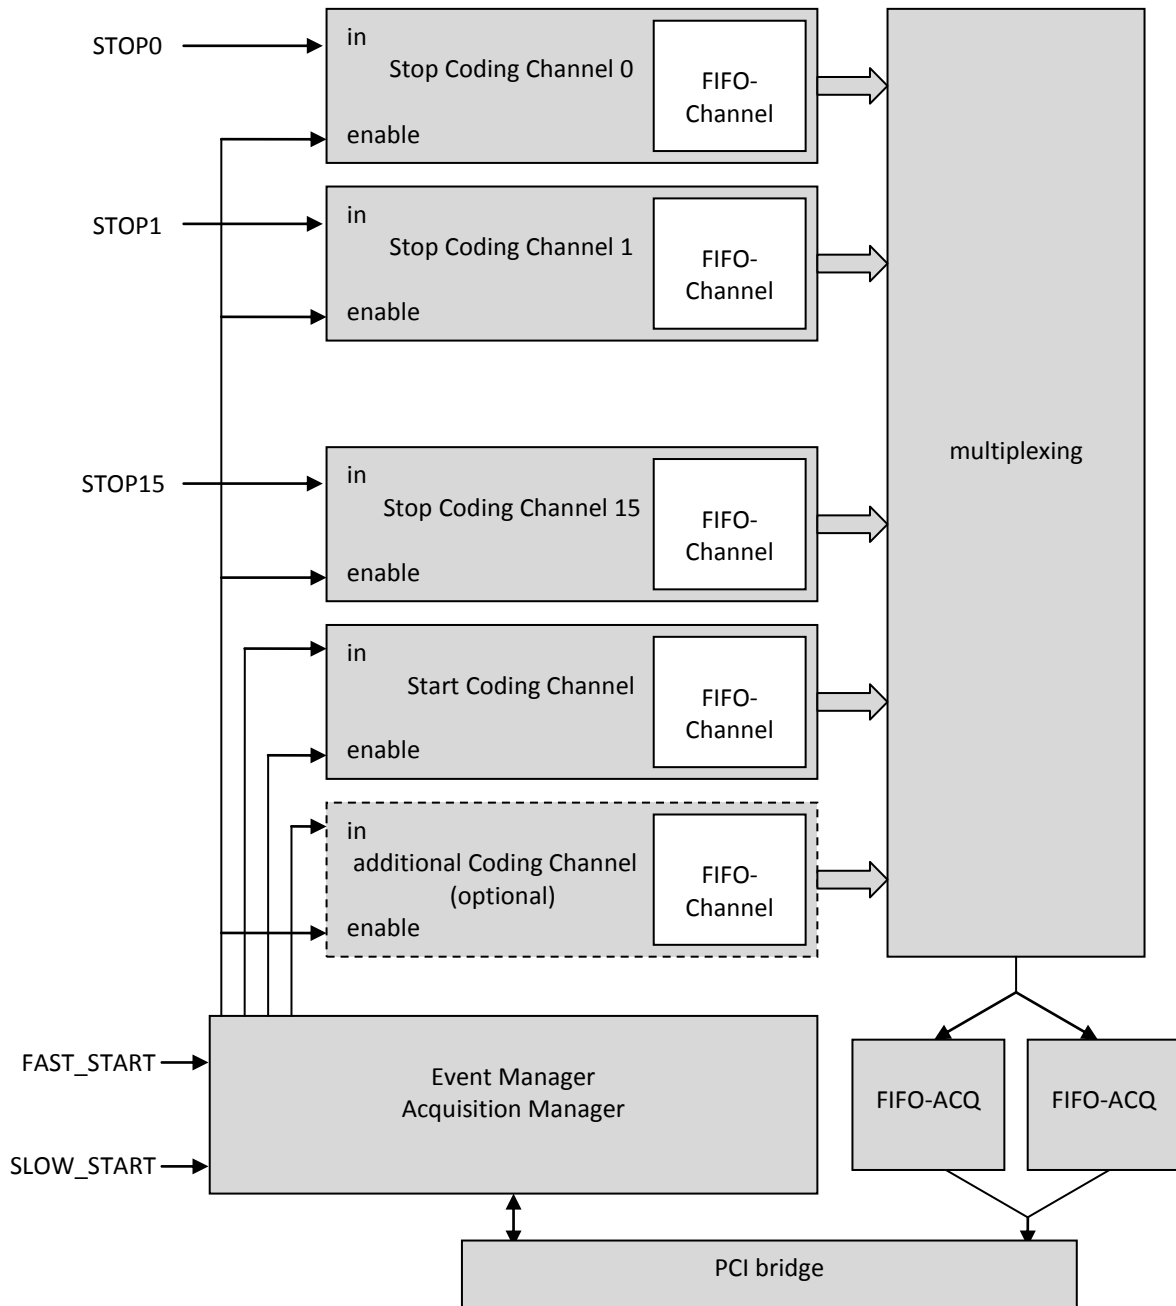 STOP0
in
Stop Coding Channel 0
enable
FIFO-
Channel
STOP1
in
Stop Coding Channel 1
enable
FIFO-
Channel
multiplexing
STOP15
in
Stop Coding Channel 15
enable
FIFO-
Channel
in
Start Coding Channel
enable
FIFO-
Channel
in
additional Coding Channel
(optional)
enable
FIFO-
Channel
FAST_START
SLOW_START
Event Manager
Acquisition Manager
FIFO-ACQ
FIFO-ACQ
PCI bridge